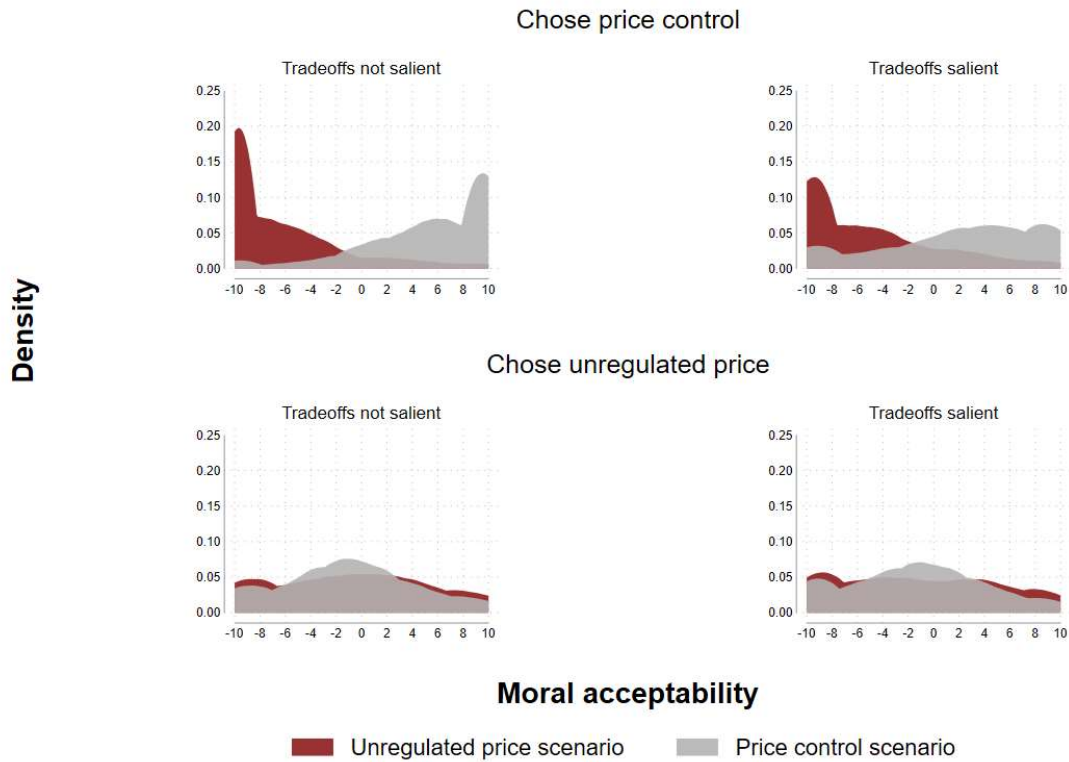 Chose price control
Tradeoffs not salient
Tradeoffs salient
0.25
0.20
0.15
0.10
0.05
0.00
-10 -8 -6 -4 -2 0 2 4 6 8 10
0.25
0.20
0.15
0.10
0.05
0.00
-10 -8 -6 -4 -2 0 2 4 6 8 10
Density
Chose unregulated price
Tradeoffs not salient
Tradeoffs salient
0.25
0.20
0.15
0.10
0.05
0.00
-10 -8 -6 -4 -2 0 2 4 6 8 10
0.25
0.20
0.15
0.10
0.05
0.00
-10 -8 -6 -4 -2 0 2 4 6 8 10
Moral acceptability
Unregulated price scenario
Price control scenario